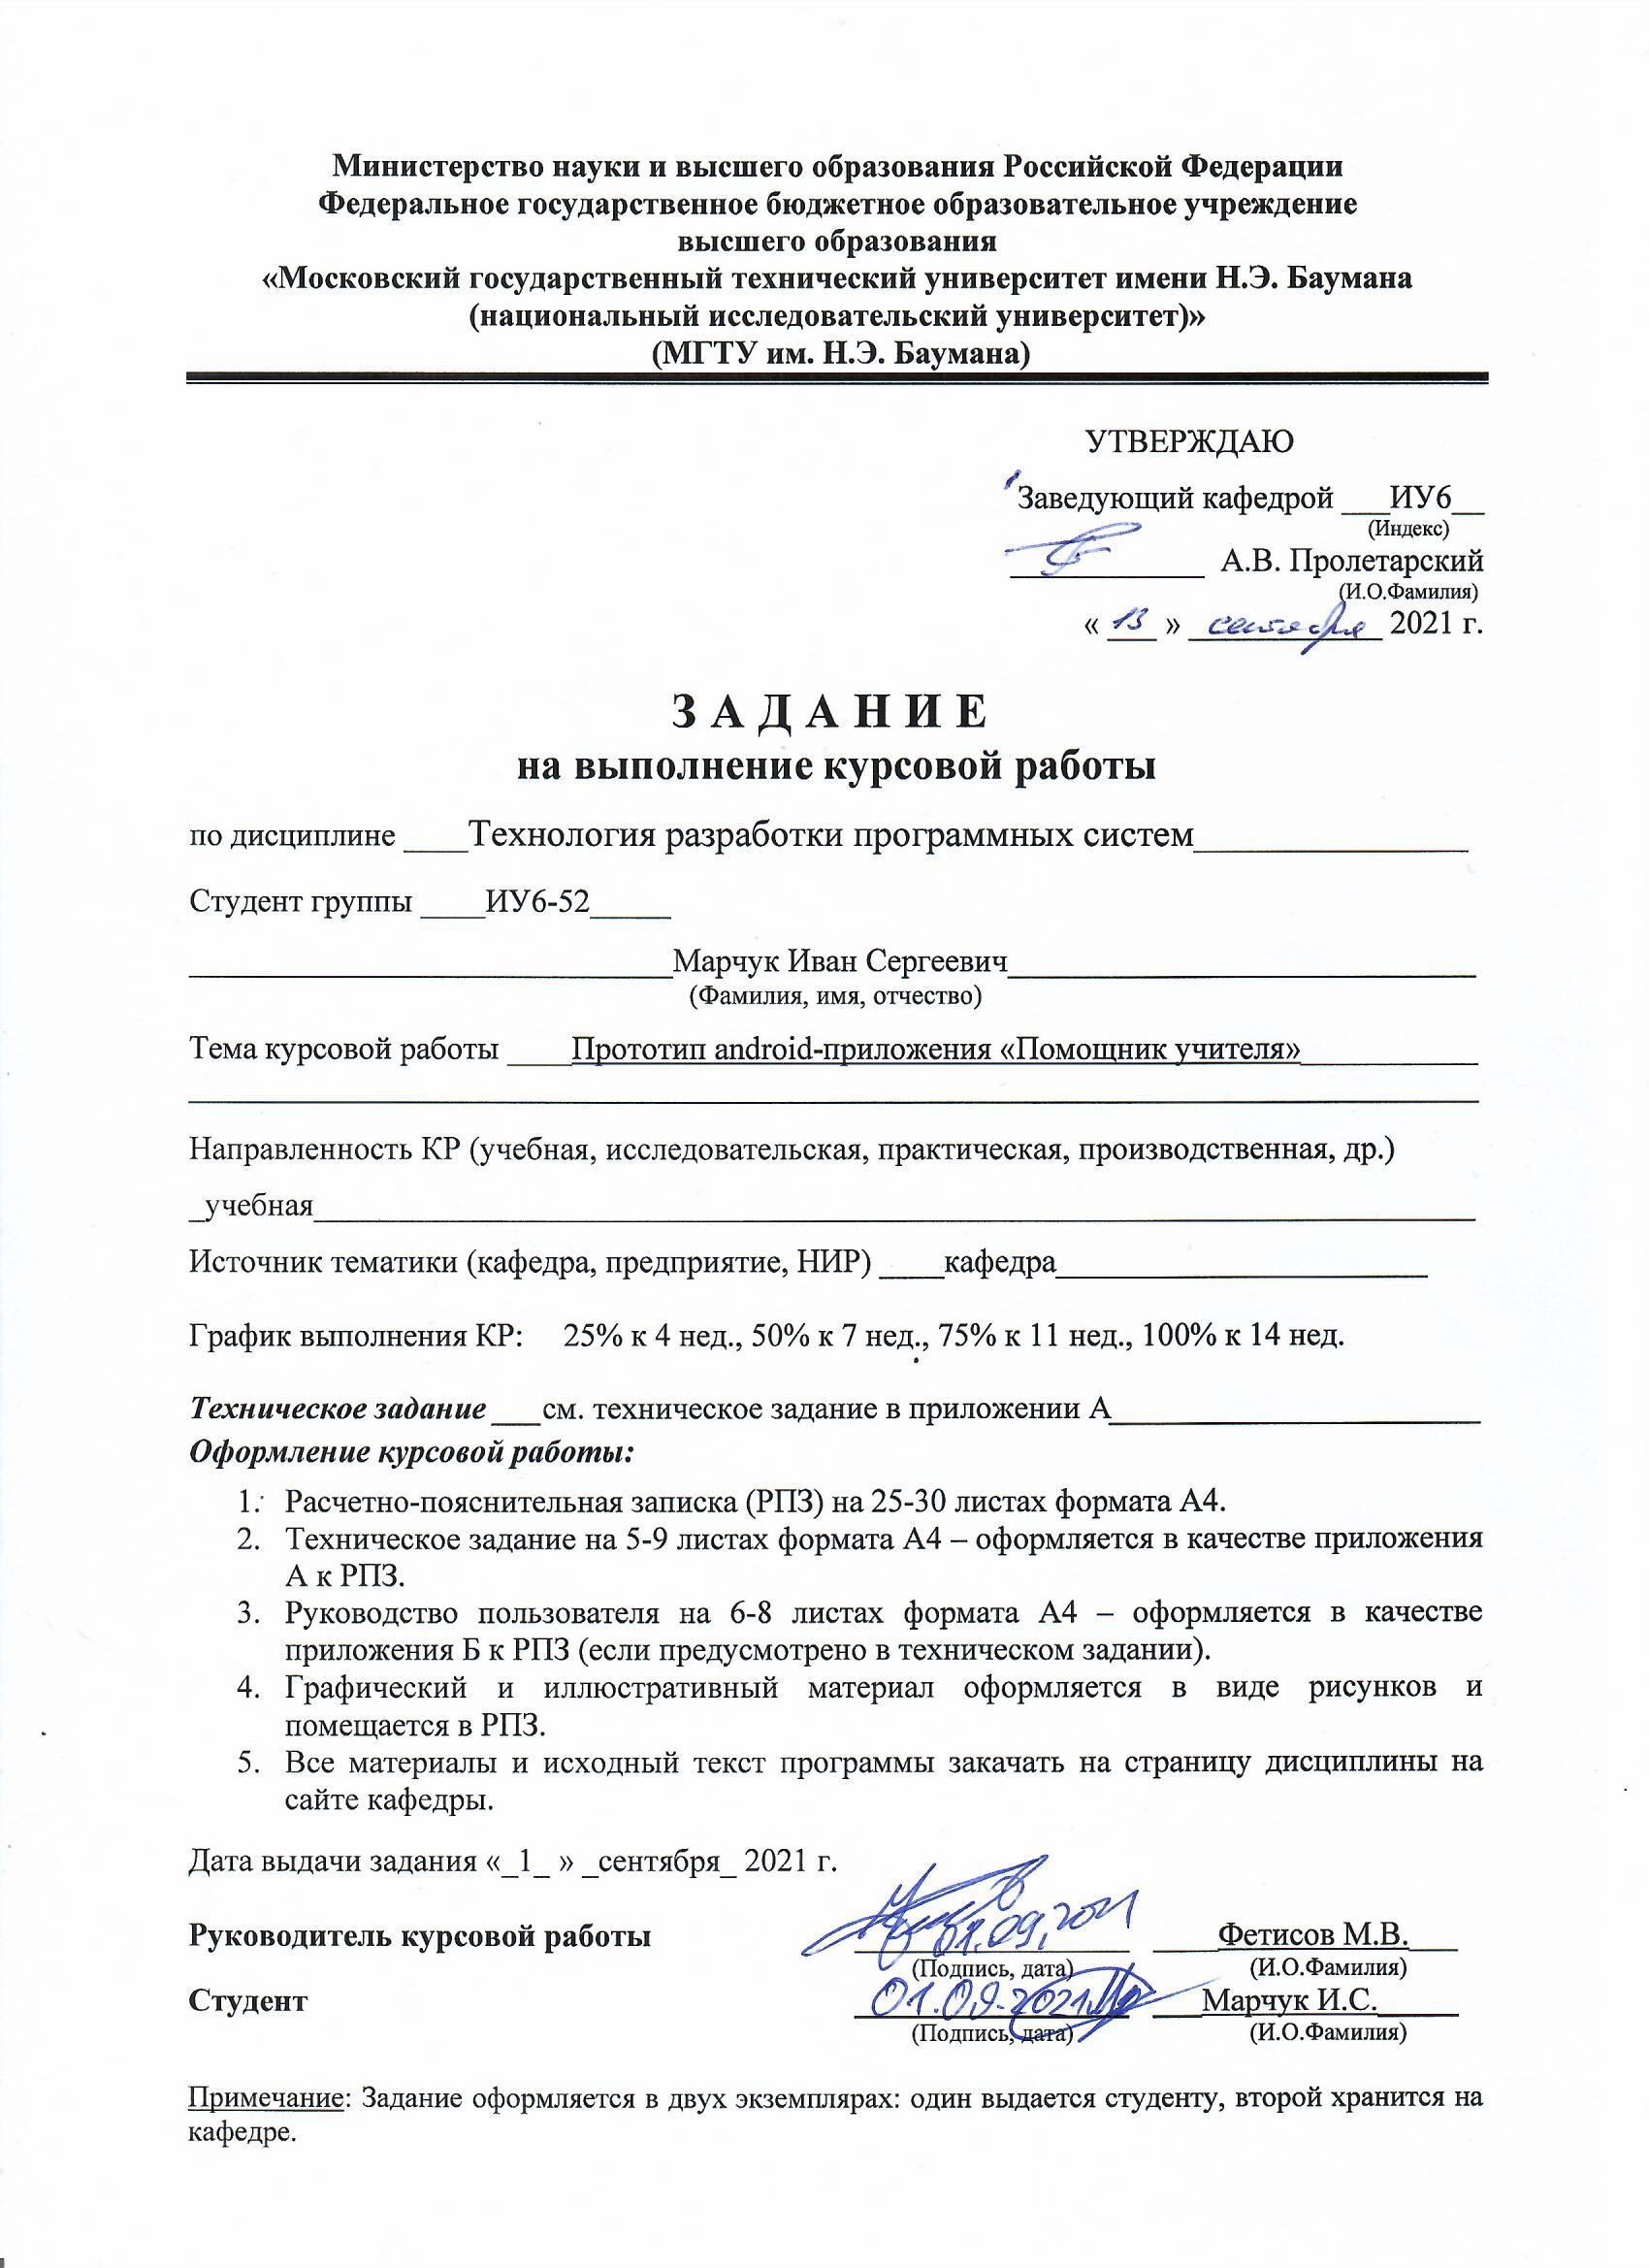 Министерство науки и высшего образования Российской Федерации
Федеральное государственное бюджетное образовательное учреждение
высшего образования
«Московский государственный технический университет имени Н.Э. Баумана
(национальный исследовательский университет)»
(МГТУ им. Н.Э. Баумана)
УТВЕРЖДАЮ
Заведующий кафедрой ___ИУ6__
(Индекс)
____________ А.В. Пролетарский
(И.О.Фамилия)
« 13 » сентября 2021 г.
З А Д А Н И Е
на выполнение курсовой работы
по дисциплине ____Технология разработки программных систем_________________
Студент группы ____ИУ6-52_____
______________________________Марчук Иван Сергеевич_____________________________
(Фамилия, имя, отчество)
Тема курсовой работы ____Прототип android-приложения «Помощник учителя»___________
Направленность КР (учебная, исследовательская, практическая, производственная, др.)
_учебная________________________________________________________________________
Источник тематики (кафедра, предприятие, НИР) ____кафедра_______________________
График выполнения КР: 25% к 4 нед., 50% к 7 нед., 75% к 11 нед., 100% к 14 нед.
Техническое задание ___см. техническое задание в приложении А_______________________
Оформление курсовой работы:
1. Расчетно-пояснительная записка (РПЗ) на 25-30 листах формата А4.
2. Техническое задание на 5-9 листах формата А4 – оформляется в качестве приложения
А к РПЗ.
3. Руководство пользователя на 6-8 листах формата А4 – оформляется в качестве
приложения Б к РПЗ (если предусмотрено в техническом задании).
4. Графический и иллюстративный материал оформляется в виде рисунков и
помещается в РПЗ.
5. Все материалы и исходный текст программы закачать на страницу дисциплины на
сайте кафедры.
Дата выдачи задания «_1_ » _сентября_ 2021 г.
Руководитель курсовой работы 01.09.2021 ____Фетисов М.В.___
(Подпись, дата) (И.О.Фамилия)
Студент 01.09.2021 ___Марчук И.С._____
(Подпись, дата) (И.О.Фамилия)
Примечание: Задание оформляется в двух экземплярах: один выдается студенту, второй хранится на
кафедре.